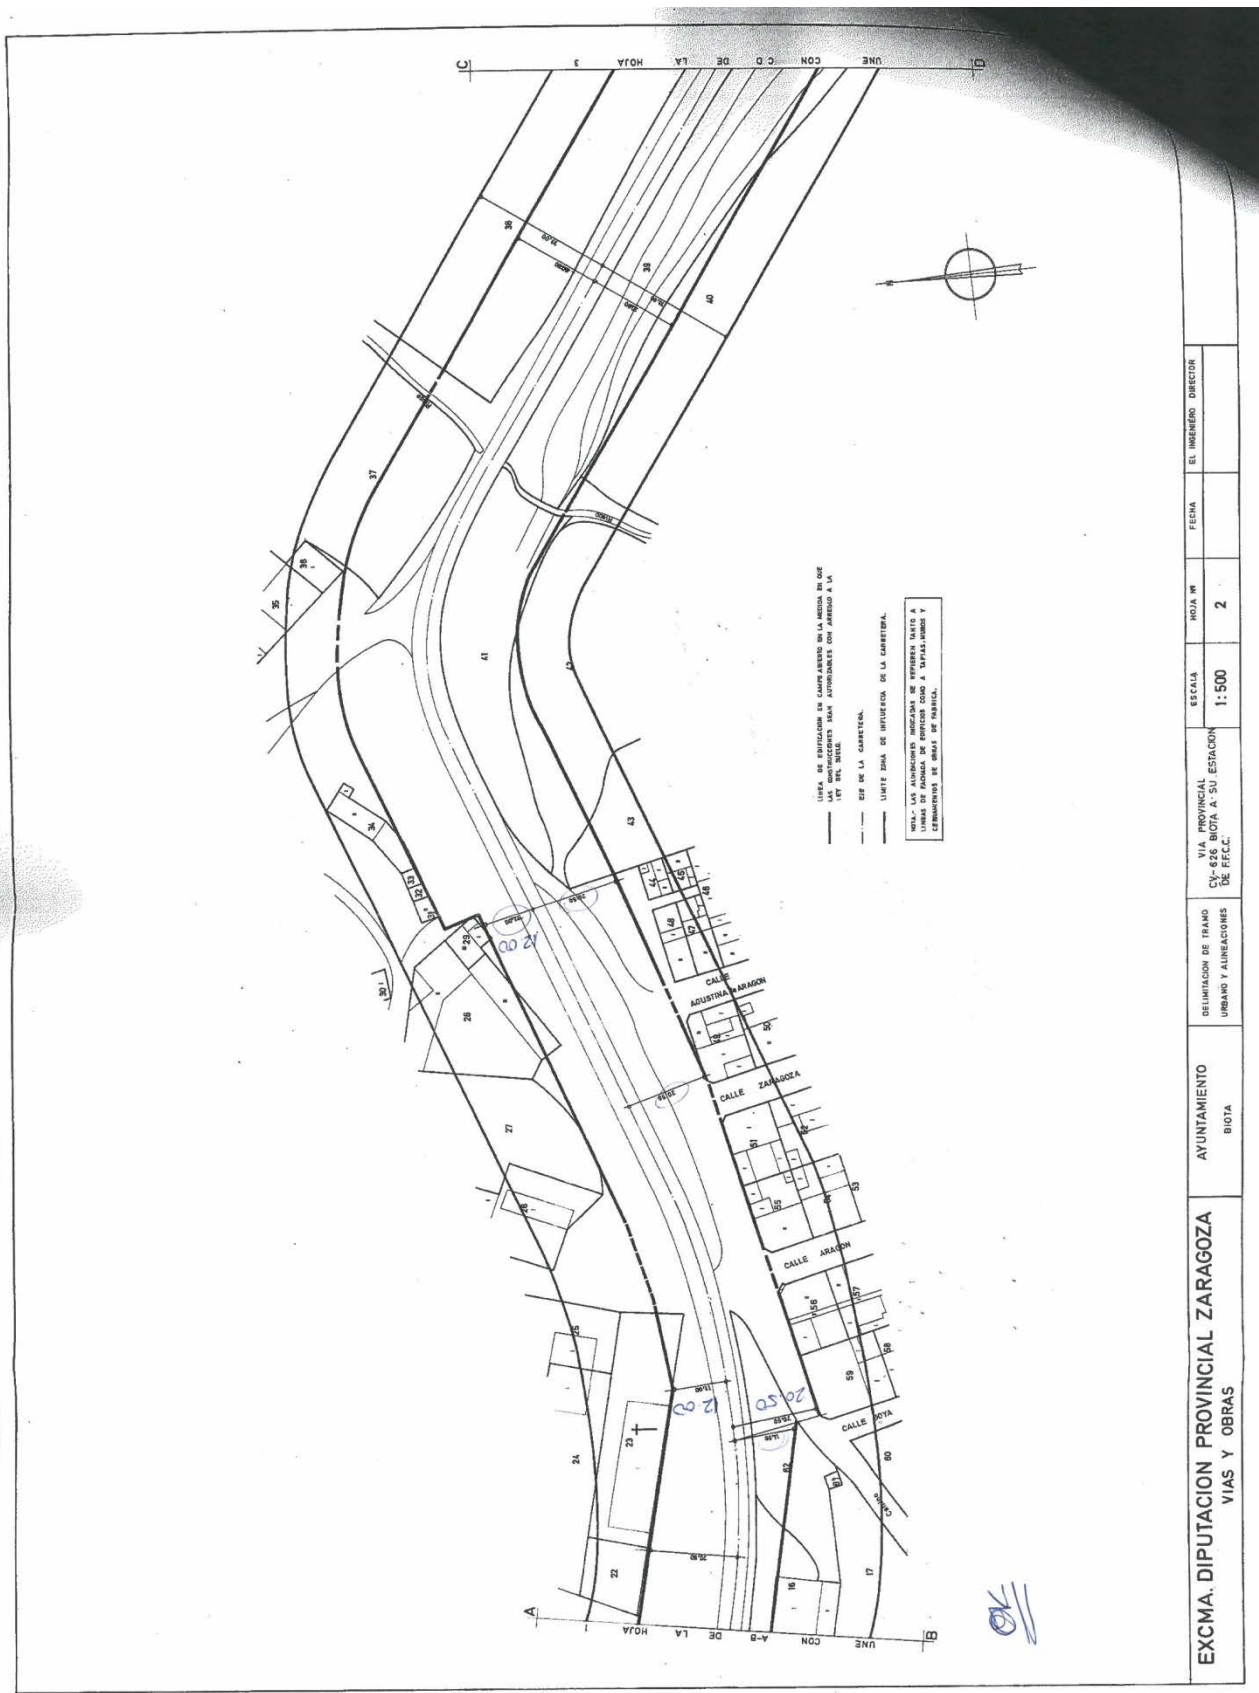 C
UNE CON C-D DE LA HOJA 3
D
35
36
37
38
39
40
41
42
43
34
33
32
31
29
30
28
27
26
25
24
23
22
12.00
12.00
20.50
20.50
44
45
46
48
47
CALLE
AGUSTINA DE ARAGON
49
50
CALLE ZARAGOZA
51
52
53
54
55
CALLE ARAGON
56
57
58
59
CALLE GOYA
60
61
62
Camino
16
17
A
UNE CON A-B DE LA HOJA 1
B
N
LINEA DE EDIFICACION EN CAMPO ABIERTO EN LA MEDIDA EN QUE
LAS CONSTRUCCIONES SEAN AUTORIZABLES CON ARREGLO A LA
LEY DEL SUELO.
EJE DE LA CARRETERA.
LIMITE ZONA DE INFLUENCIA DE LA CARRETERA.
NOTA.- LAS ALINEACIONES INDICADAS SE REFIEREN TANTO A
LINEAS DE FACHADA DE EDIFICIOS COMO A TAPIAS, MUROS Y
CERRAMIENTOS DE OBRAS DE FABRICA.
OK
EXCMA. DIPUTACION PROVINCIAL ZARAGOZA
VIAS Y OBRAS
AYUNTAMIENTO
BIOTA
DELIMITACION DE TRAMO
URBANO Y ALINEACIONES
VIA PROVINCIAL
CV-626 BIOTA A SU ESTACION
DE F.F.C.C.
ESCALA
1:500
HOJA Nº
2
FECHA
EL INGENIERO DIRECTOR